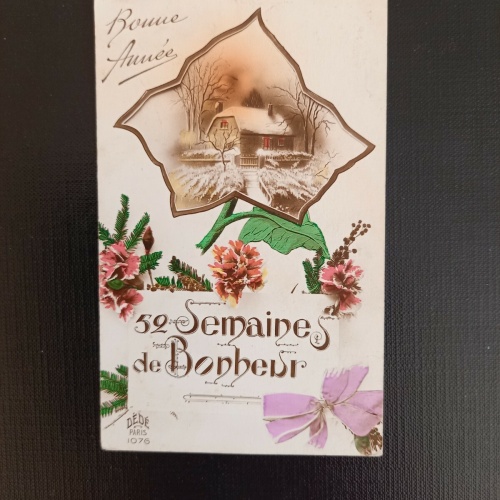 Bonne
Année
52 Semaines
de Bonheur
DÉDÉ
PARIS
1076